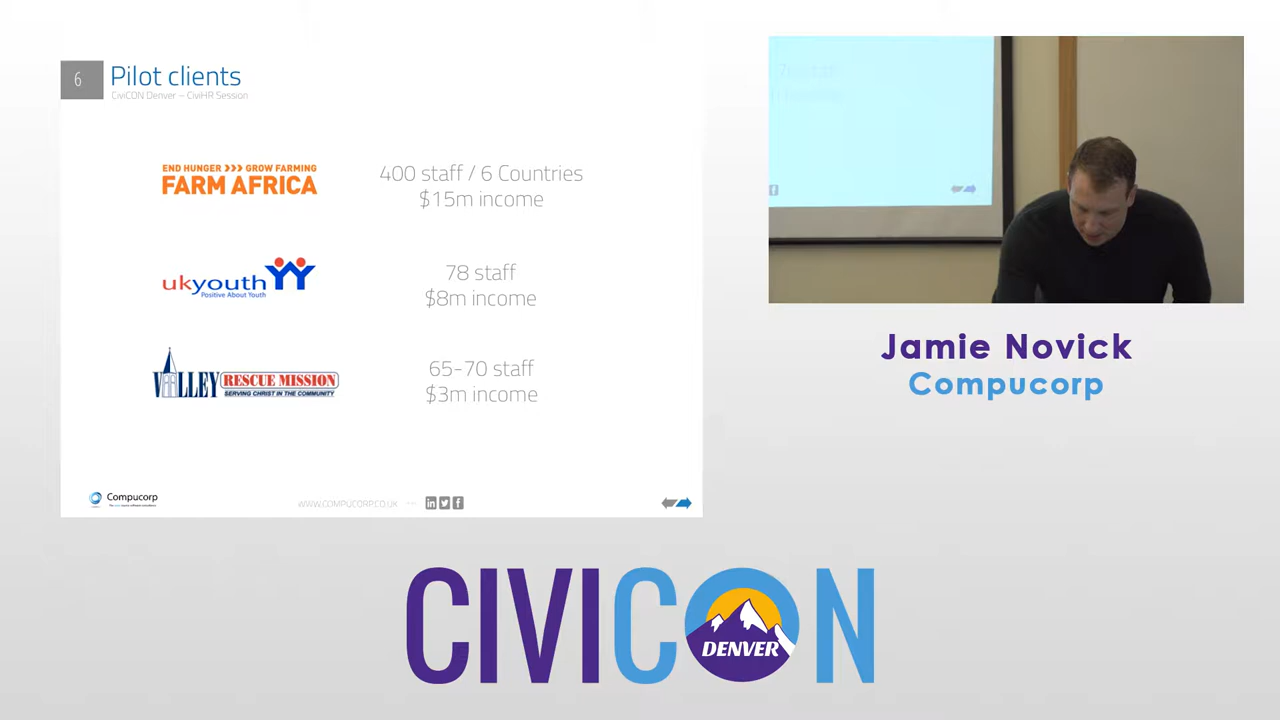 6
Pilot clients
CiviCON Denver – CiviHR Session
END HUNGER >>> GROW FARMING
FARM AFRICA
400 staff / 6 Countries
$15m income
ukyouth
Positive About Youth
78 staff
$8m income
VALLEY RESCUE MISSION
SERVING CHRIST IN THE COMMUNITY
65-70 staff
$3m income
Compucorp
WWW.COMPUCORP.CO.UK
in
f
Jamie Novick
Compucorp
CIVICON
DENVER